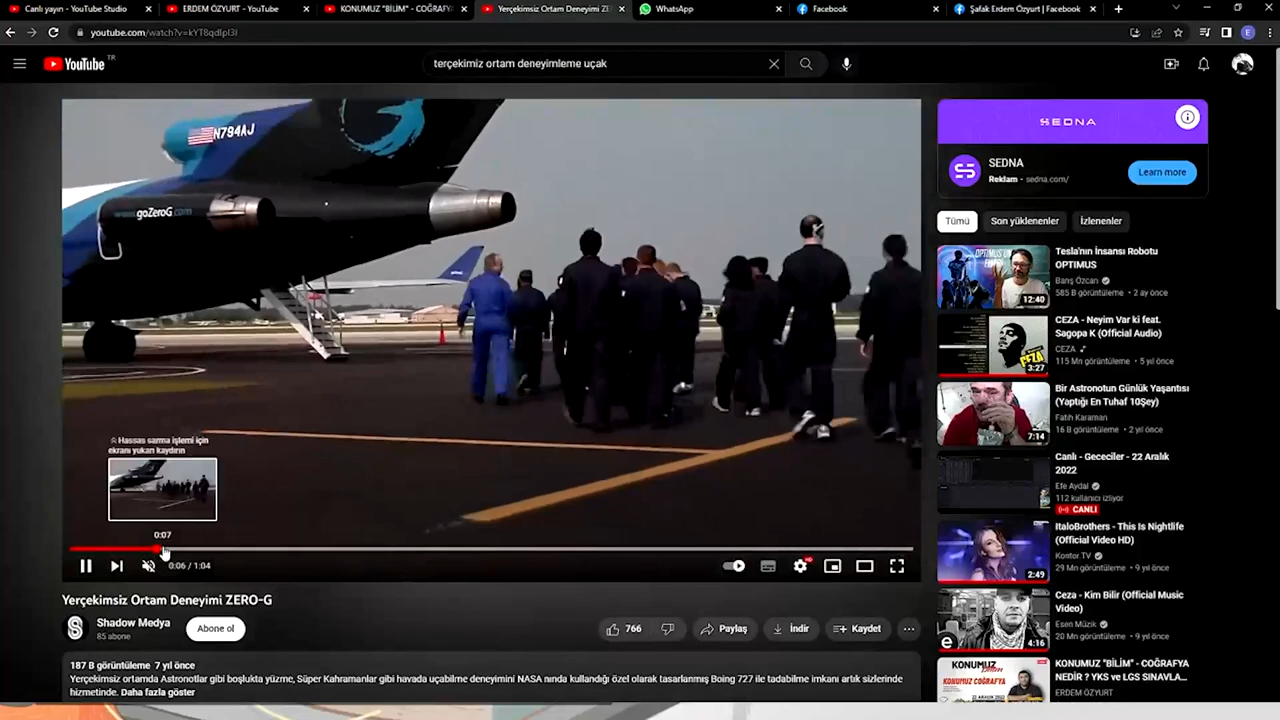 Canlı yayın - YouTube Studio
ERDEM ÖZYURT - YouTube
KONUMUZ "BİLİM" - COĞRAFYA
Yerçekimsiz Ortam Deneyimi ZE
WhatsApp
Facebook
Şafak Erdem Özyurt | Facebook
youtube.com/watch?v=kYT8qdlpI3I
E
YouTube TR
terçekimiz ortam deneyimleme uçak
N794AJ
goZeroG.com
Hassas sarma işlemi için
ekranı yukarı kaydırın
0:07
0:06 / 1:04
Yerçekimsiz Ortam Deneyimi ZERO-G
Shadow Medya
85 abone
Abone ol
766
Paylaş
İndir
Kaydet
187 B görüntüleme 7 yıl önce
Yerçekimsiz ortamda Astronotlar gibi boşlukta yüzme, Süper Kahramanlar gibi havada uçabilme deneyimini NASA nında kullandığı özel olarak tasarlanmış Boing 727 ile tadabilme imkanı artık sizlerinde
hizmetinde. Daha fazla göster
SEDNA
SEDNA
Reklam · sedna.com/
Learn more
Tümü
Son yüklenenler
İzlenenler
12:40
Tesla'nın İnsansı Robotu
OPTIMUS
Barış Özcan
585 B görüntüleme • 2 ay önce
CEZA
3:27
CEZA - Neyim Var ki feat.
Sagopa K (Official Audio)
CEZA
115 Mn görüntüleme • 5 yıl önce
7:14
Bir Astronotun Günlük Yaşantısı
(Yaptığı En Tuhaf 10Şey)
Fatih Karaman
16 B görüntüleme • 2 yıl önce
Canlı - Gececiler - 22 Aralık
2022
Efe Aydal
112 kullanıcı izliyor
CANLI
2:49
ItaloBrothers - This Is Nightlife
(Official Video HD)
Kontor.TV
29 Mn görüntüleme • 9 yıl önce
e
4:16
Ceza - Kim Bilir (Official Music
Video)
Esen Müzik
20 Mn görüntüleme • 9 yıl önce
KONUMUZ
KONUMUZ COĞRAFYA
KONUMUZ "BİLİM" - COĞRAFYA
NEDİR ? YKS ve LGS SINAVLA...
ERDEM ÖZYURT